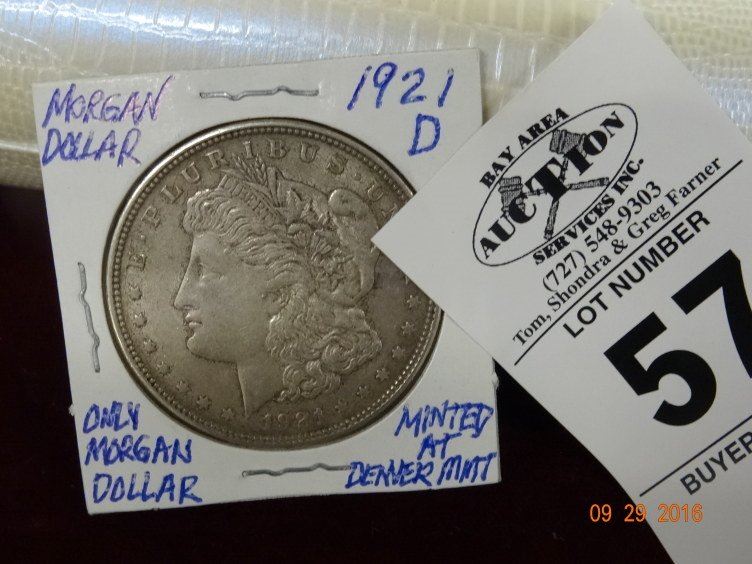 MORGAN
DOLLAR
1921
D
E·PLURIBUS·U
1921
ONLY
MORGAN
DOLLAR
MINTED
AT
DENVER MINT
BAY AREA
AUCTION
SERVICES INC.
(727) 548-9303
Tom, Shondra & Greg Farner
LOT NUMBER
57
BUYER
09 29 2016